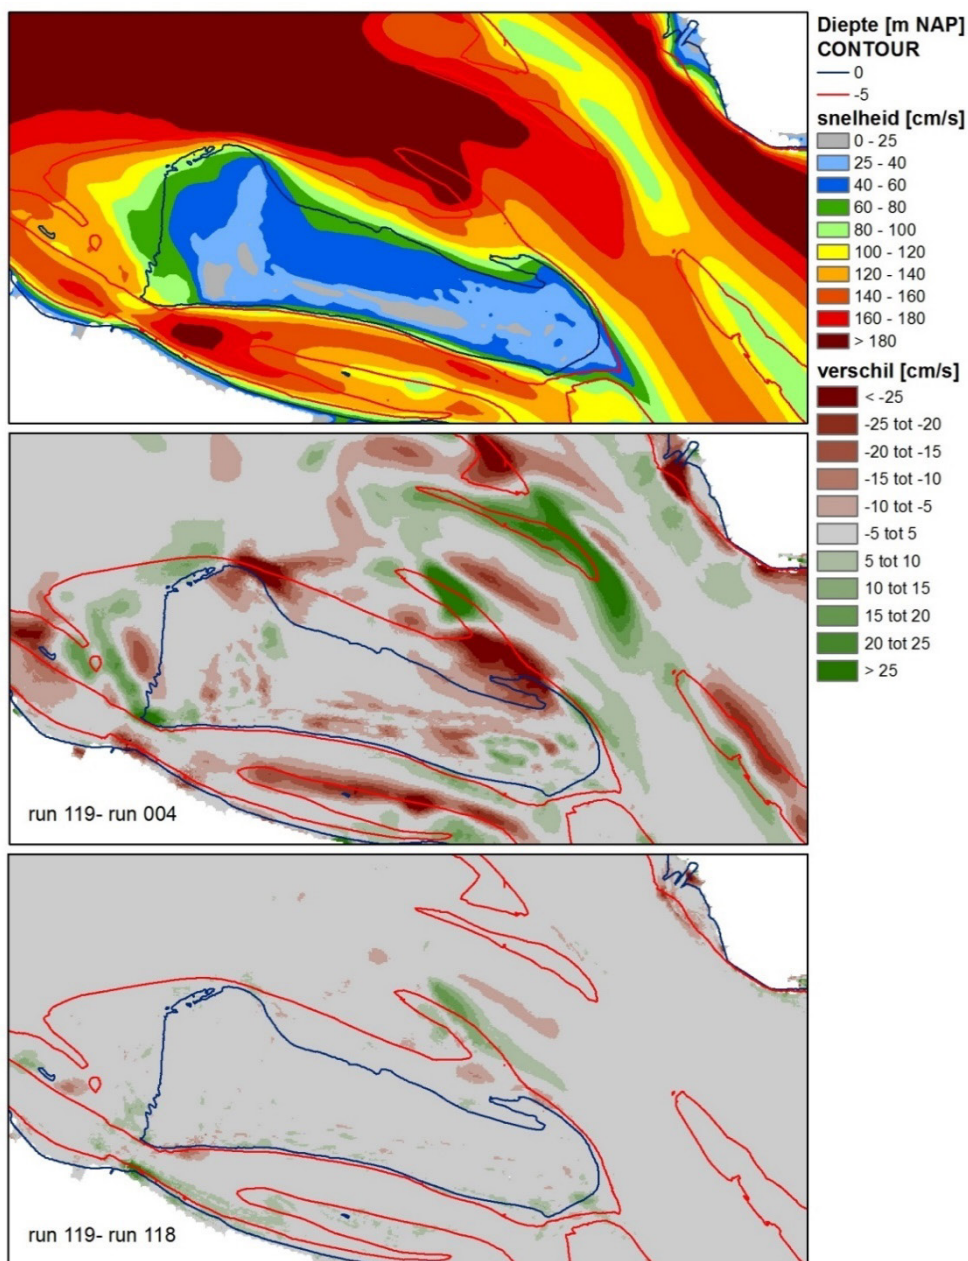 Diepte [m NAP]
CONTOUR
0
-5
snelheid [cm/s]
0 - 25
25 - 40
40 - 60
60 - 80
80 - 100
100 - 120
120 - 140
140 - 160
160 - 180
> 180
verschil [cm/s]
< -25
-25 tot -20
-20 tot -15
-15 tot -10
-10 tot -5
-5 tot 5
5 tot 10
10 tot 15
15 tot 20
20 tot 25
> 25
run 119- run 004
run 119- run 118